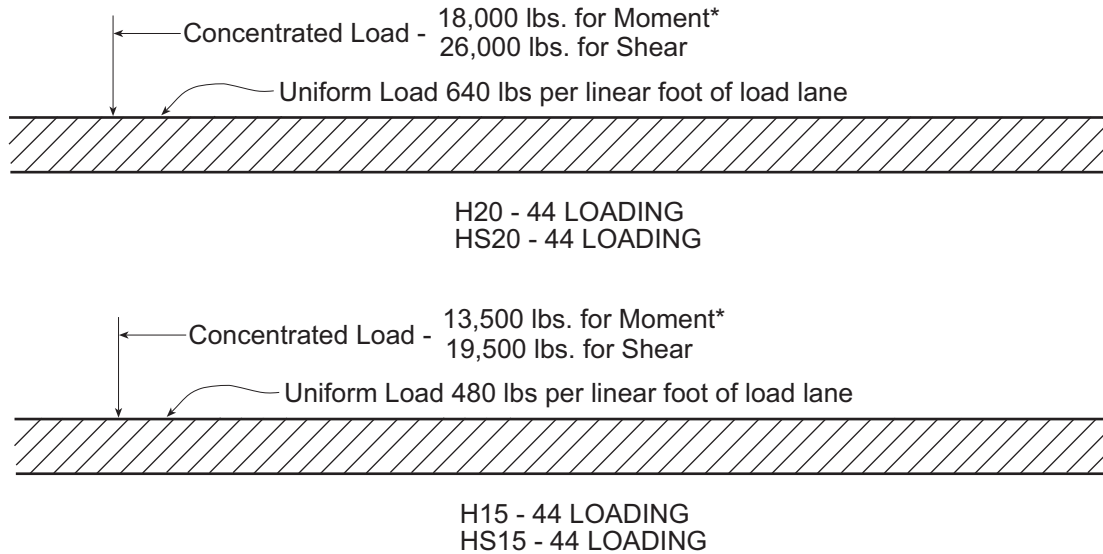 Concentrated Load - 18,000 lbs. for Moment*
26,000 lbs. for Shear
Uniform Load 640 lbs per linear foot of load lane
H20 - 44 LOADING
HS20 - 44 LOADING
Concentrated Load - 13,500 lbs. for Moment*
19,500 lbs. for Shear
Uniform Load 480 lbs per linear foot of load lane
H15 - 44 LOADING
HS15 - 44 LOADING